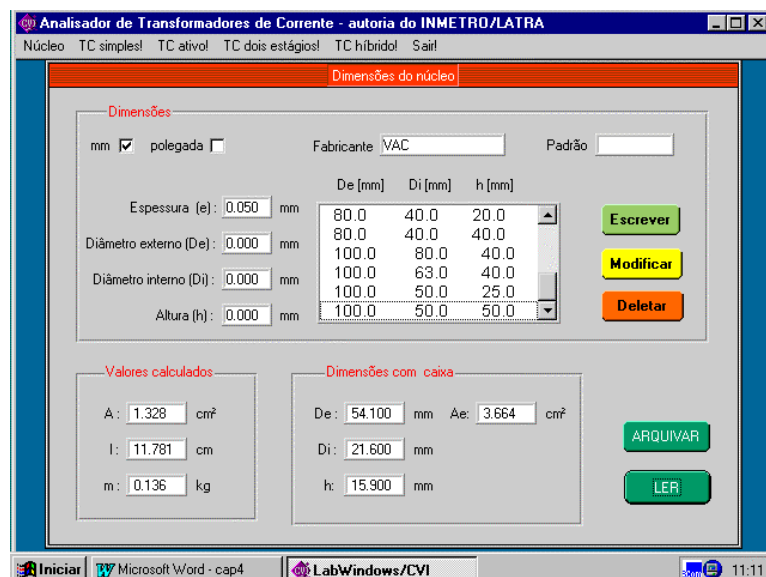 Analisador de Transformadores de Corrente - autoria do INMETRO/LATRA
Núcleo TC simples! TC ativo! TC dois estágios! TC híbrido! Sair!
Dimensões do núcleo
Dimensões
mm polegada Fabricante VAC Padrão
De [mm] Di [mm] h [mm]
Espessura (e) : 0.050 mm
Diâmetro externo (De) : 0.000 mm
Diâmetro interno (Di) : 0.000 mm
Altura (h) : 0.000 mm
80.0 40.0 20.0
80.0 40.0 40.0
100.0 80.0 40.0
100.0 63.0 40.0
100.0 50.0 25.0
100.0 50.0 50.0
Escrever
Modificar
Deletar
Valores calculados
A : 1.328 cm²
l : 11.781 cm
m : 0.136 kg
Dimensões com caixa
De : 54.100 mm Ae: 3.664 cm²
Di : 21.600 mm
h: 15.900 mm
ARQUIVAR
LER
Iniciar Microsoft Word - cap4 LabWindows/CVI 11:11